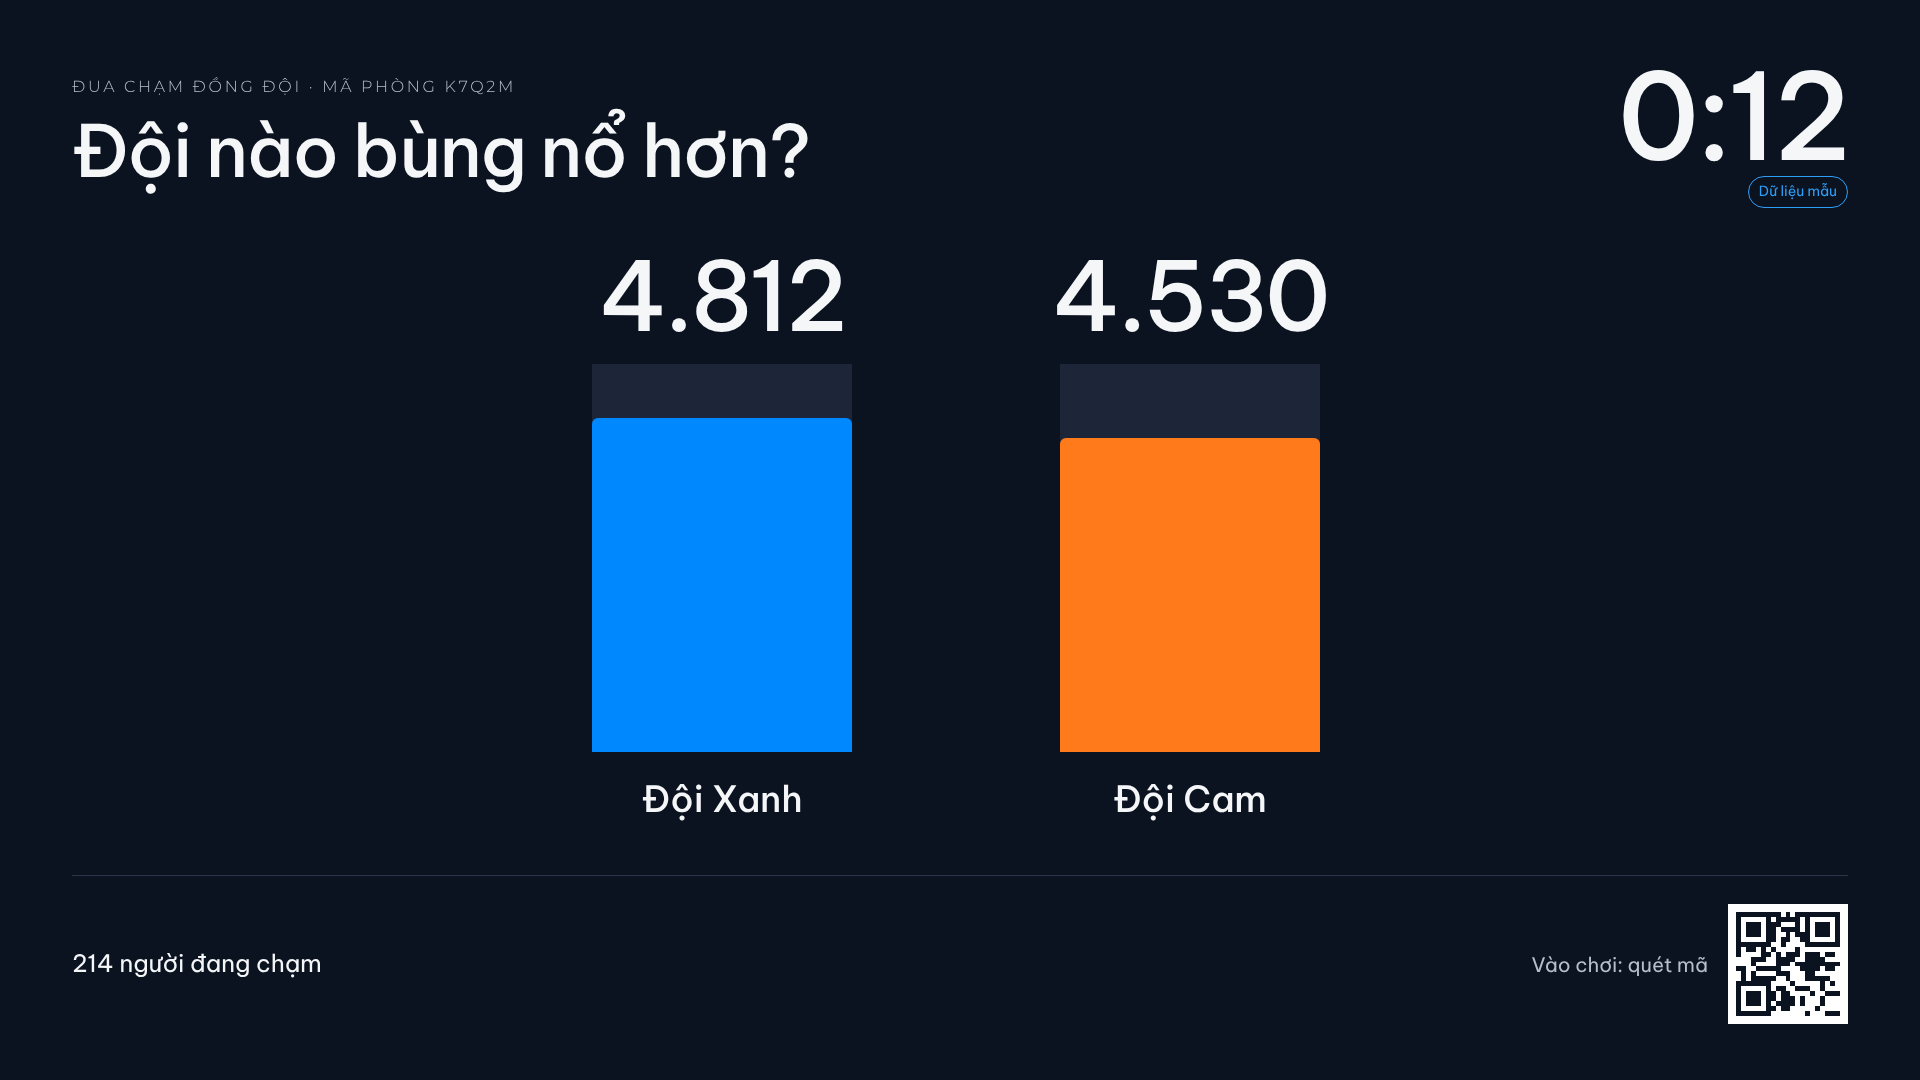 ĐUA CHẠM ĐỒNG ĐỘI · MÃ PHÒNG K7Q2M
Đội nào bùng nổ hơn?
0:12
Dữ liệu mẫu
4.812
4.530
Đội Xanh
Đội Cam
214 người đang chạm
Vào chơi: quét mã